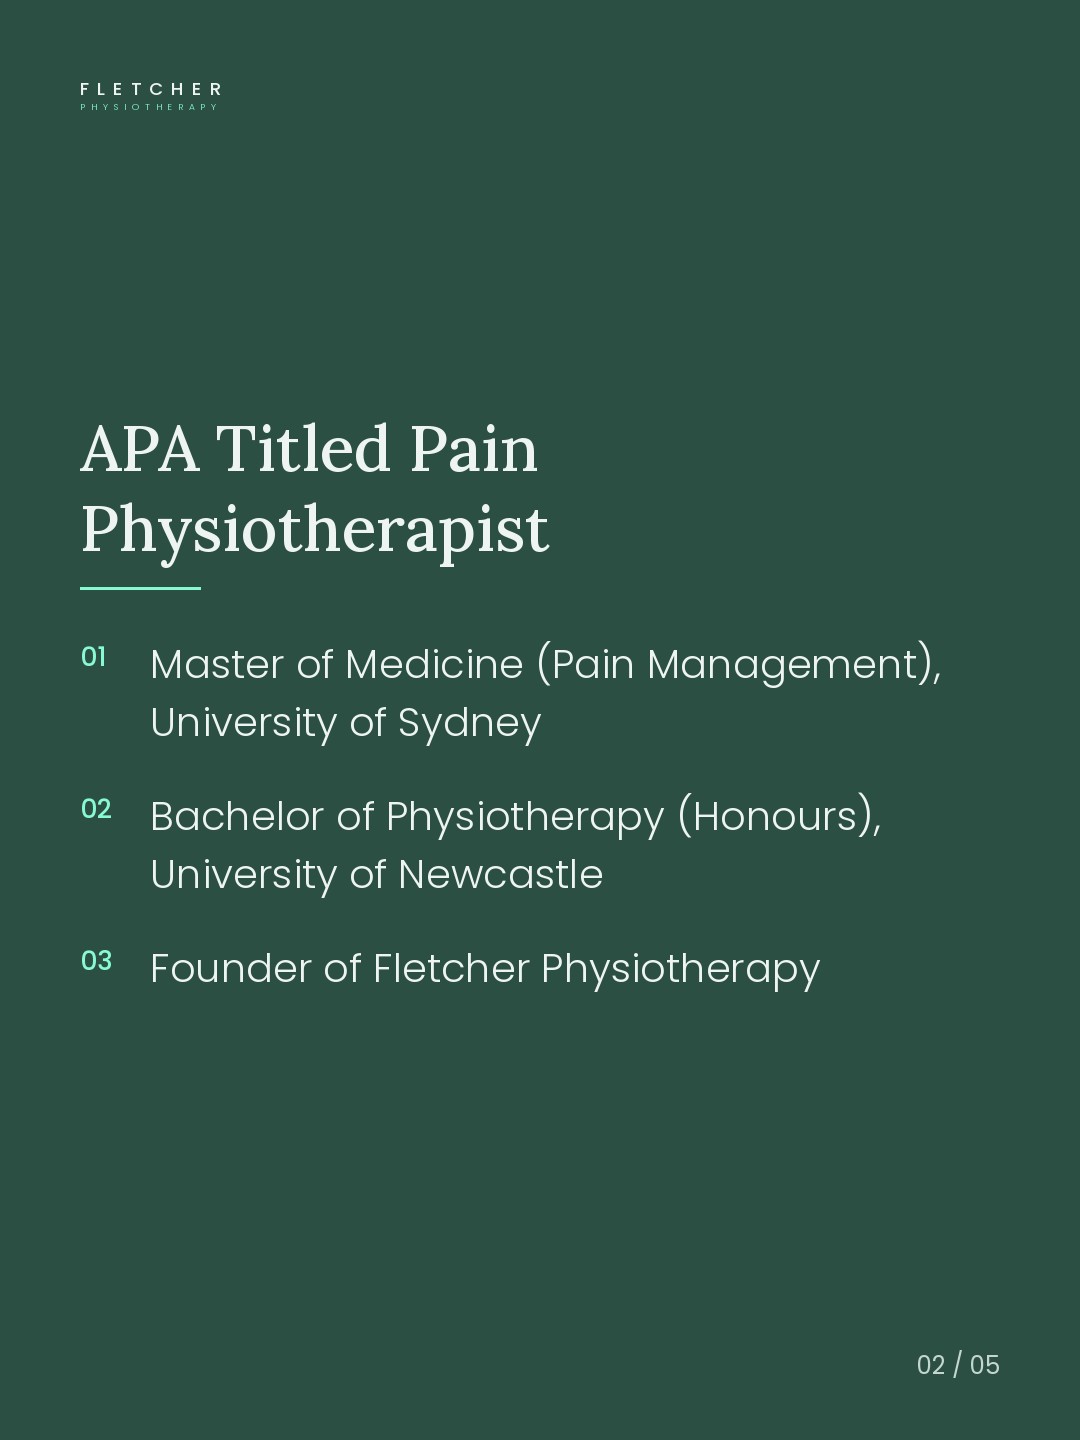 FLETCHER
PHYSIOTHERAPY
APA Titled Pain
Physiotherapist
01 Master of Medicine (Pain Management),
University of Sydney
02 Bachelor of Physiotherapy (Honours),
University of Newcastle
03 Founder of Fletcher Physiotherapy
02 / 05